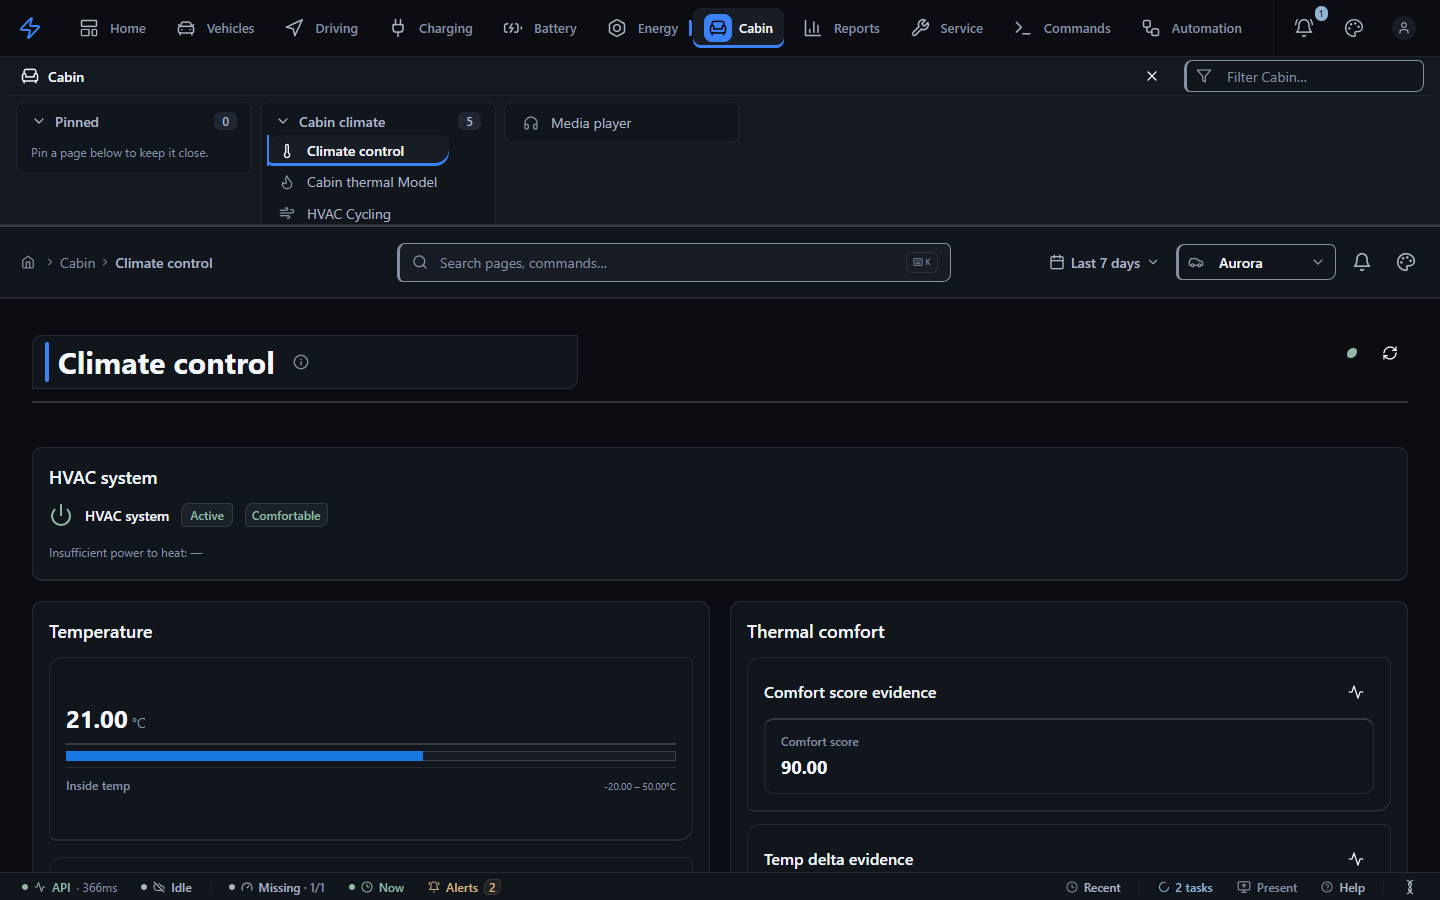 Home
Vehicles
Driving
Charging
Battery
Energy
Cabin
Reports
Service
Commands
Automation
1
Cabin
Filter Cabin...
Pinned
0
Pin a page below to keep it close.
Cabin climate
5
Climate control
Cabin thermal Model
HVAC Cycling
Media player
Cabin
Climate control
Search pages, commands...
K
Last 7 days
Aurora
Climate control
HVAC system
HVAC system
Active
Comfortable
Insufficient power to heat: —
Temperature
21.00 °C
Inside temp
-20.00 – 50.00°C
Thermal comfort
Comfort score evidence
Comfort score
90.00
Temp delta evidence
API · 366ms
Idle
Missing · 1/1
Now
Alerts 2
Recent
2 tasks
Present
Help